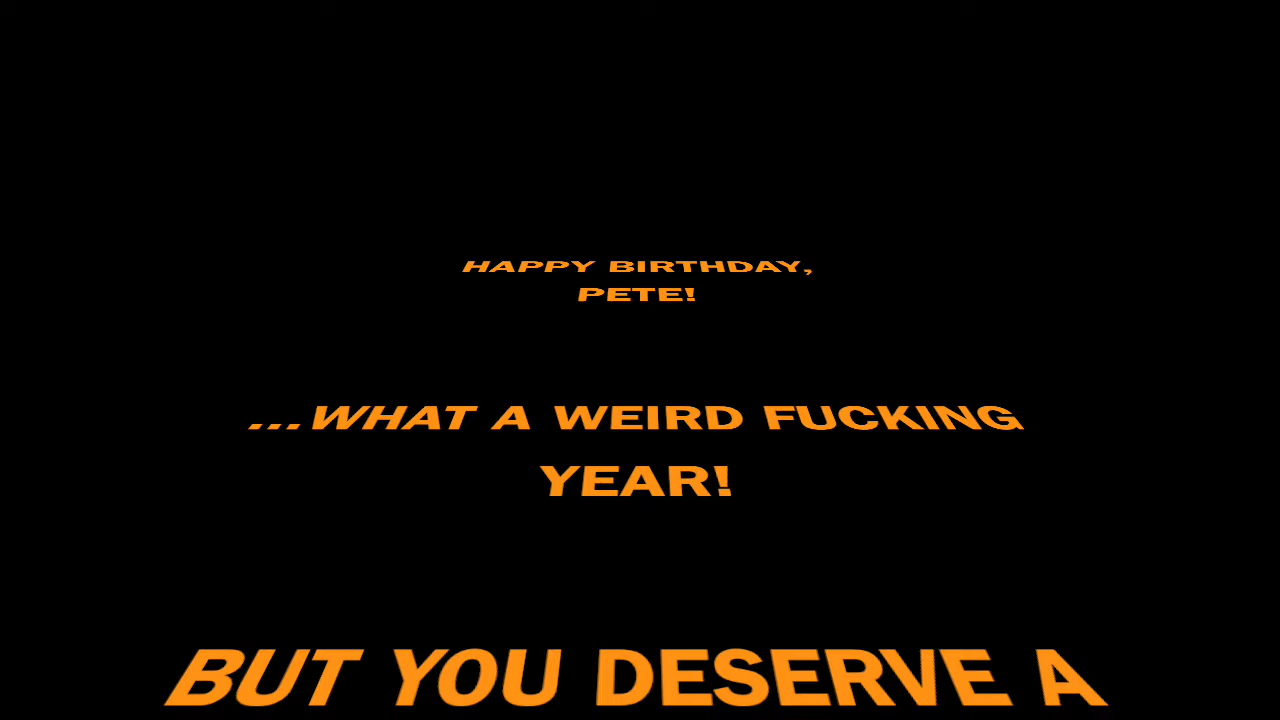 HAPPY BIRTHDAY,
PETE!
...WHAT A WEIRD FUCKING
YEAR!
BUT YOU DESERVE A